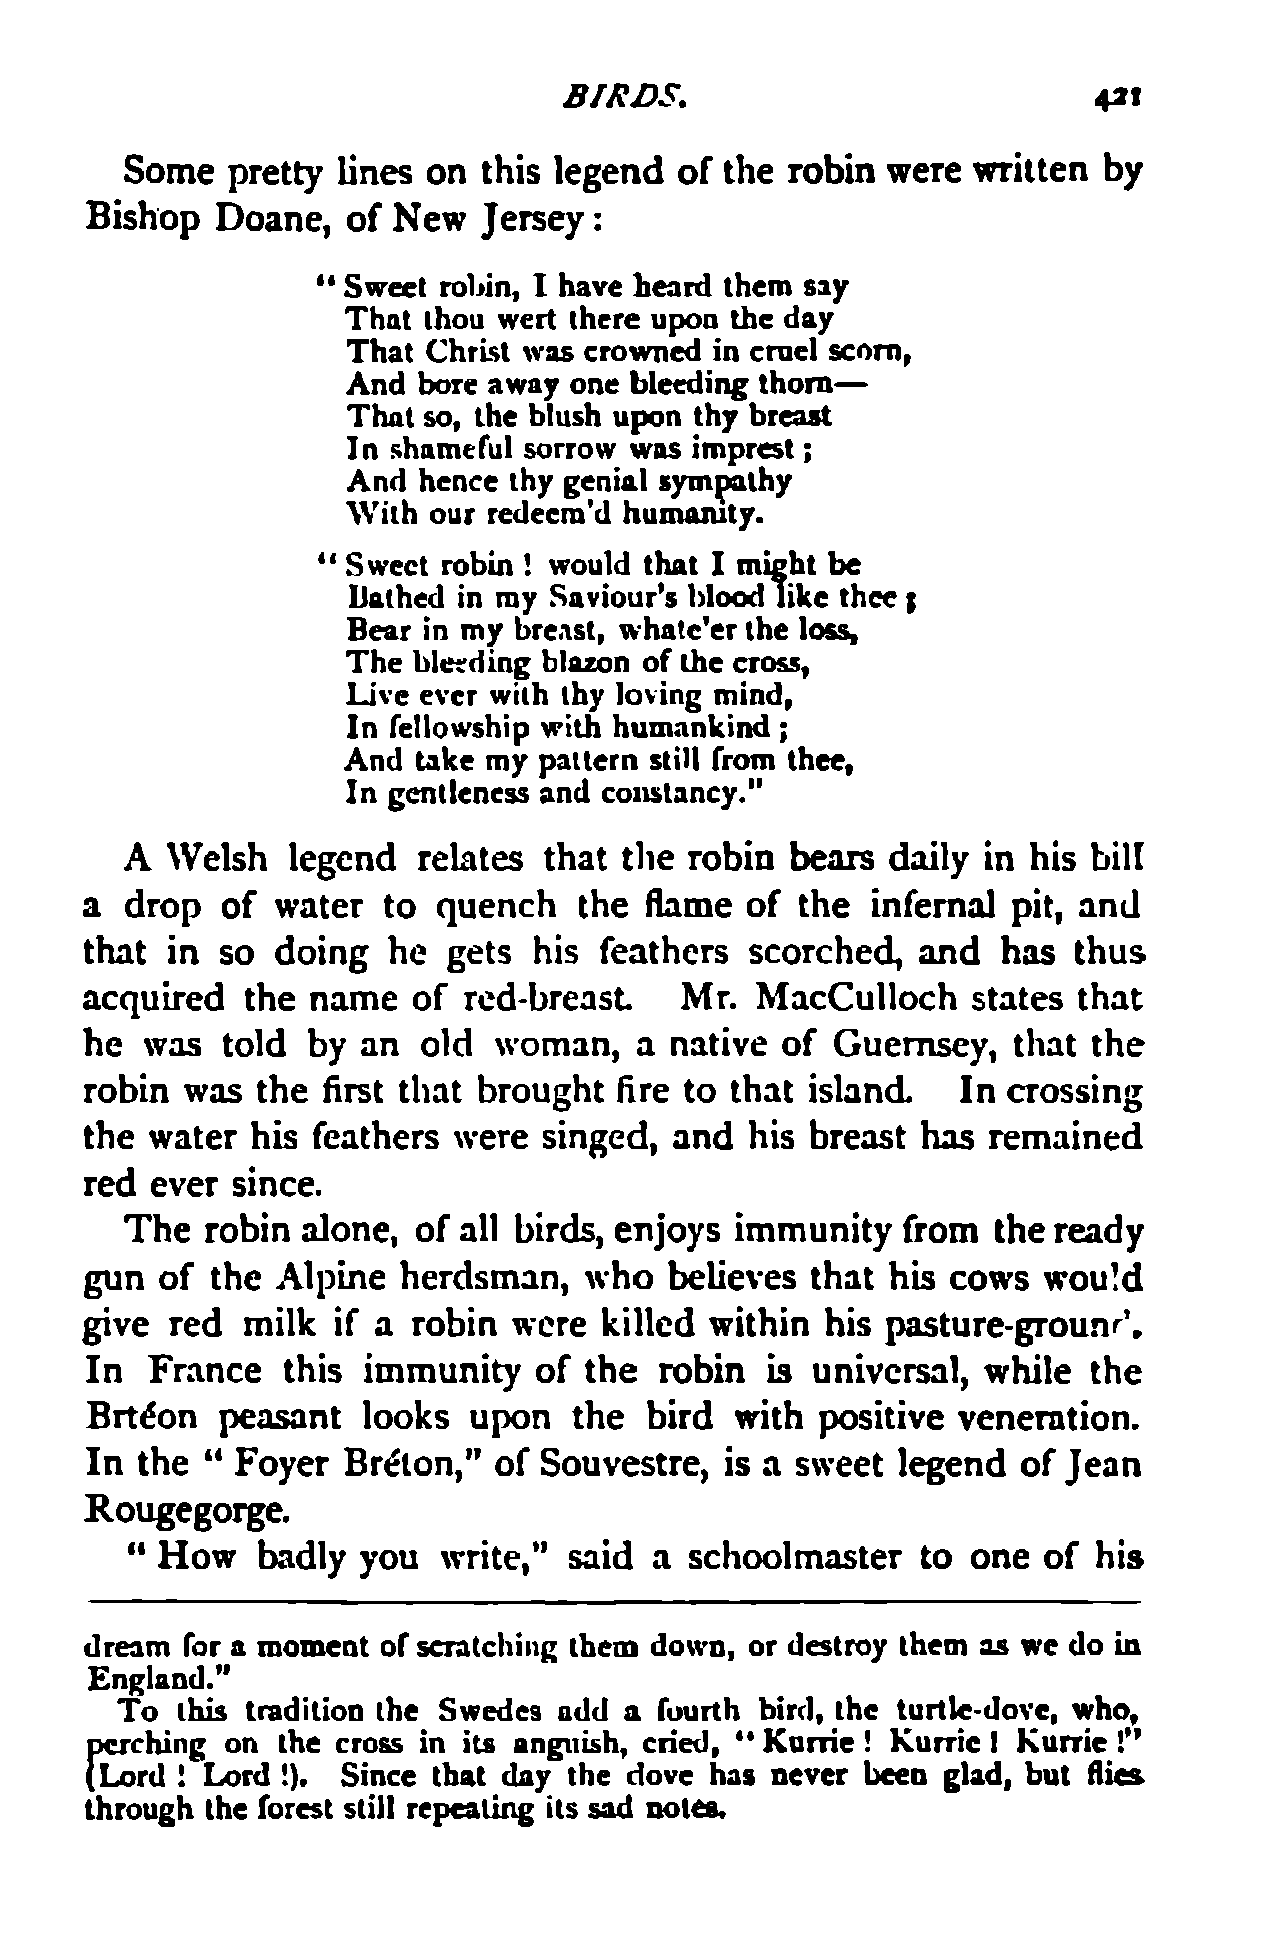 BIRDS. 421
Some pretty lines on this legend of the robin were written by
Bishop Doane, of New Jersey:
“Sweet robin, I have heard them say
That thou wert there upon the day
That Christ was crowned in cruel scorn,
And bore away one bleeding thorn—
That so, the blush upon thy breast
In shameful sorrow was imprest;
And hence thy genial sympathy
With our redeem'd humanity.
“Sweet robin! would that I might be
Bathed in my Saviour's blood like thee;
Bear in my breast, whate'er the loss,
The bleeding blazon of the cross,
Live ever with thy loving mind,
In fellowship with humankind;
And take my pattern still from thee,
In gentleness and constancy."
A Welsh legend relates that the robin bears daily in his bill
a drop of water to quench the flame of the infernal pit, and
that in so doing he gets his feathers scorched, and has thus
acquired the name of red-breast. Mr. MacCulloch states that
he was told by an old woman, a native of Guernsey, that the
robin was the first that brought fire to that island. In crossing
the water his feathers were singed, and his breast has remained
red ever since.
The robin alone, of all birds, enjoys immunity from the ready
gun of the Alpine herdsman, who believes that his cows would
give red milk if a robin were killed within his pasture-ground.
In France this immunity of the robin is universal, while the
Brtéon peasant looks upon the bird with positive veneration.
In the “Foyer Bréton,” of Souvestre, is a sweet legend of Jean
Rougegorge.
“How badly you write,” said a schoolmaster to one of his
dream for a moment of scratching them down, or destroy them as we do in
England."
To this tradition the Swedes add a fourth bird, the turtle-dove, who,
perching on the cross in its anguish, cried, “Kurrie! Kurrie! Kurrie!”
(Lord! Lord!). Since that day the dove has never been glad, but flies
through the forest still repeating its sad notes.